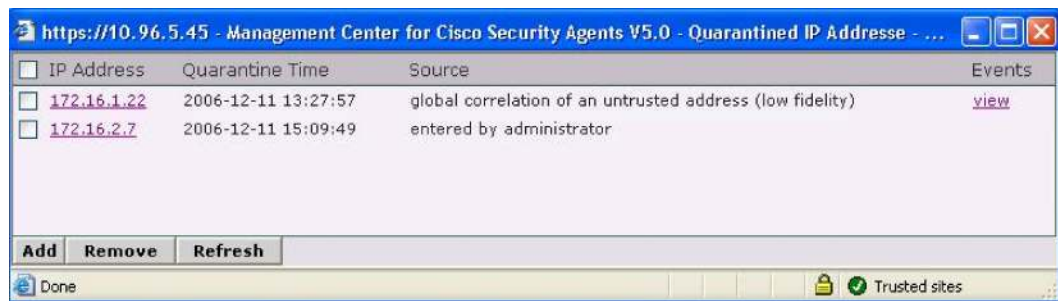 https://10.96.5.45 - Management Center for Cisco Security Agents V5.0 - Quarantined IP Addresse - ...
IP Address Quarantine Time Source Events
172.16.1.22 2006-12-11 13:27:57 global correlation of an untrusted address (low fidelity) view
172.16.2.7 2006-12-11 15:09:49 entered by administrator
Add Remove Refresh
Done Trusted sites